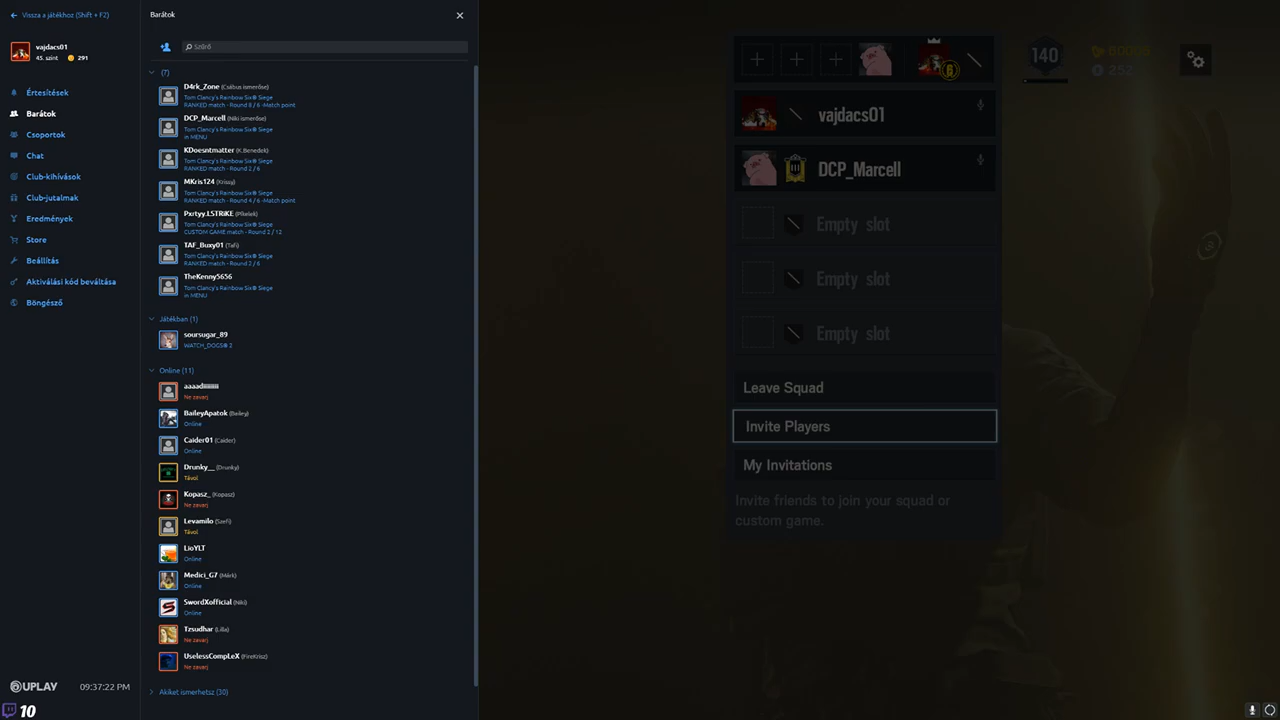 Vissza a játékhoz (Shift + F2)
vajdacs01
45. szint 291
Értesítések
Barátok
Csoportok
Chat
Club-kihívások
Club-jutalmak
Eredmények
Store
Beállítás
Aktiválási kód beváltása
Böngésző
UPLAY
09:37:22 PM
10
Barátok
Szűrő
(7)
D4rk_Zone (Csábus ismerőse)
Tom Clancy's Rainbow Six® Siege
RANKED match - Round 8 / 6 -Match point
DCP_Marcell (Niki ismerőse)
Tom Clancy's Rainbow Six® Siege
in MENU
KDoesntmatter (K.Benedek)
Tom Clancy's Rainbow Six® Siege
RANKED match - Round 2 / 6
MKris124 (Krissy)
Tom Clancy's Rainbow Six® Siege
RANKED match - Round 4 / 6 -Match point
Pxrtyy.LSTRiKE (Pitelek)
Tom Clancy's Rainbow Six® Siege
CUSTOM GAME match - Round 2 / 12
TAF_Buxy01 (Tafi)
Tom Clancy's Rainbow Six® Siege
RANKED match - Round 2 / 6
TheKenny5656
Tom Clancy's Rainbow Six® Siege
in MENU
Játékban (1)
soursugar_89
WATCH_DOGS® 2
Online (11)
Ne zavarj
BaileyApatok (Bailey)
Online
Caider01 (Caider)
Online
Drunky__ (Drunky)
Távol
Kopasz_ (Kopasz)
Ne zavarj
Levamilo (Szefi)
Távol
LioYLT
Online
Medici_G7 (Márk)
Online
SwordXofficial (Niki)
Online
Tzsudhar (Lilla)
Ne zavarj
UselessCompLeX (FireKrisz)
Ne zavarj
Akiket ismerhetsz (30)
140
252
vajdacs01
DCP_Marcell
Empty slot
Empty slot
Empty slot
Leave Squad
Invite Players
My Invitations
Invite friends to join your squad or
custom game.